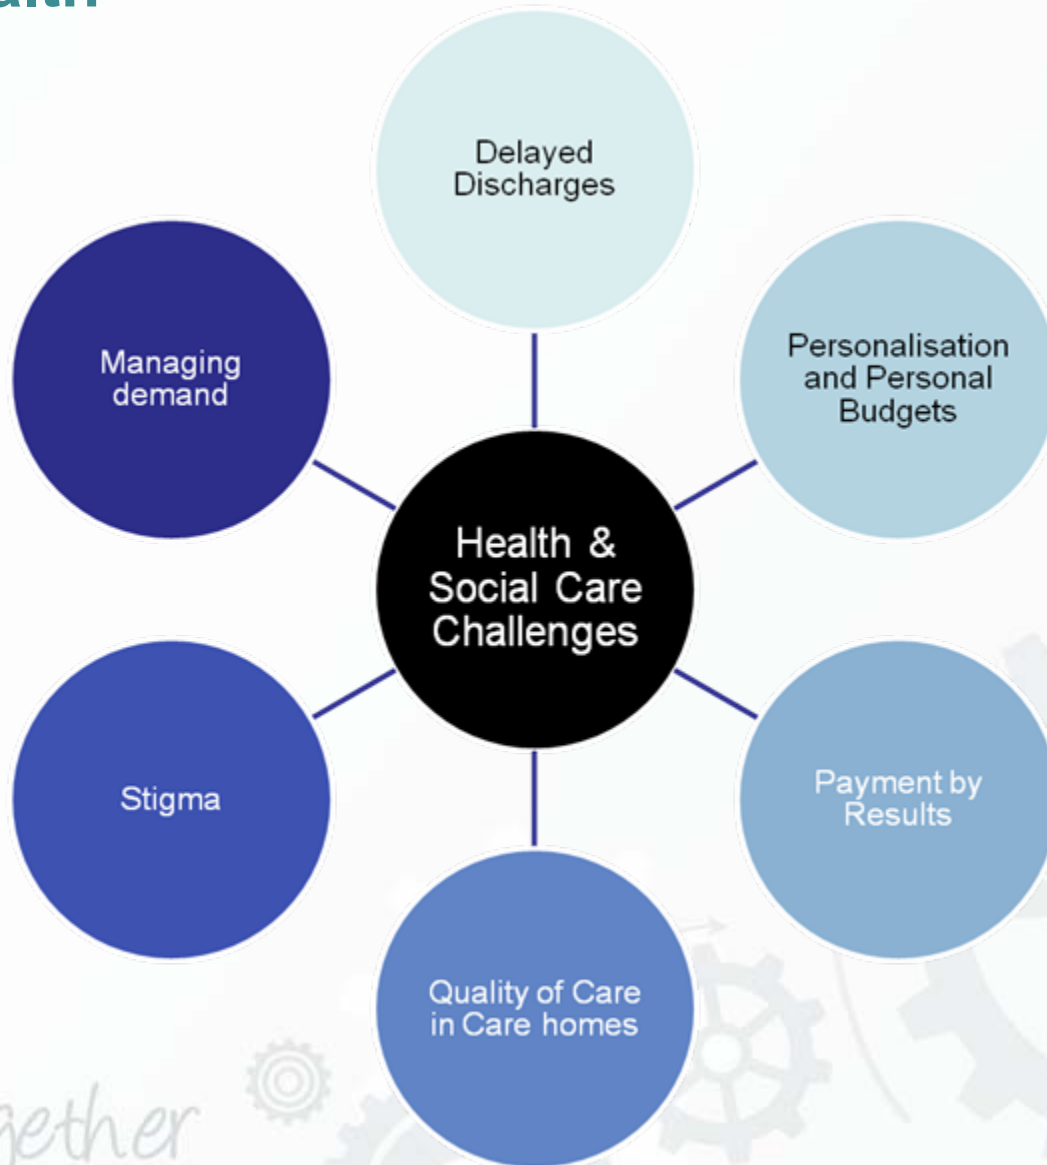 Delayed
Discharges
Personalisation
and Personal
Budgets
Managing
demand
Health &
Social Care
Challenges
Payment by
Results
Stigma
Quality of Care
in Care homes